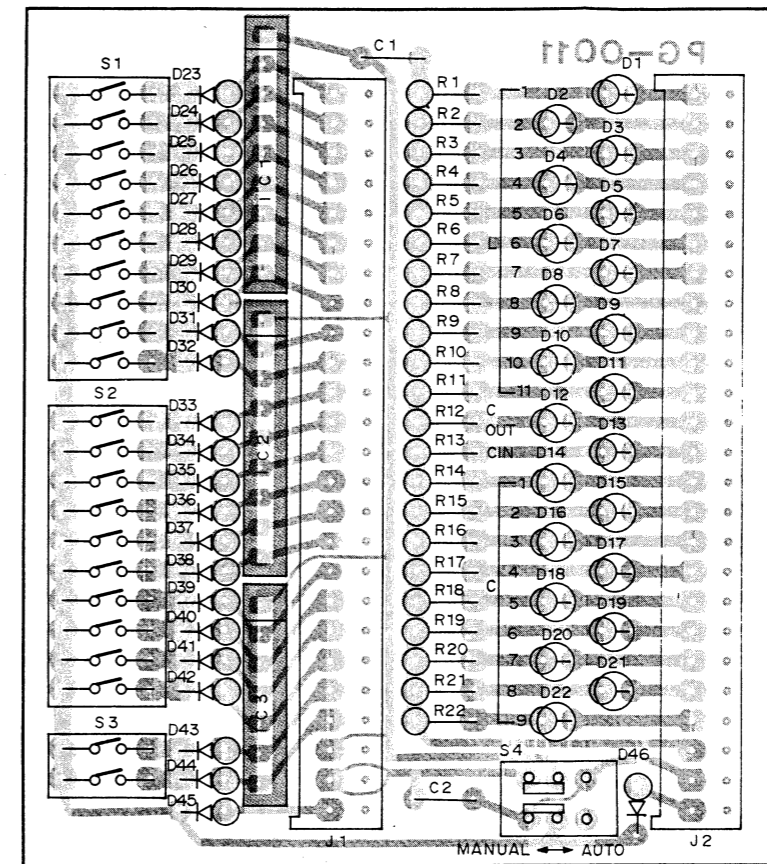 C1
PG-0011
S1
D23
D24
D25
D26
D27
D28
D29
D30
D31
D32
S2
D33
D34
D35
D36
D37
D38
D39
D40
D41
D42
S3
D43
D44
D45
IC1
IC2
IC3
J1
R1
R2
R3
R4
R5
R6
R7
R8
R9
R10
R11
R12
R13
R14
R15
R16
R17
R18
R19
R20
R21
R22
L
1
2
3
4
5
6
7
8
9
10
11
C
OUT
CIN
C
1
2
3
4
5
6
7
8
9
D1
D2
D3
D4
D5
D6
D7
D8
D9
D10
D11
D12
D13
D14
D15
D16
D17
D18
D19
D20
D21
D22
S4
D46
C2
MANUAL ↔ AUTO
J2